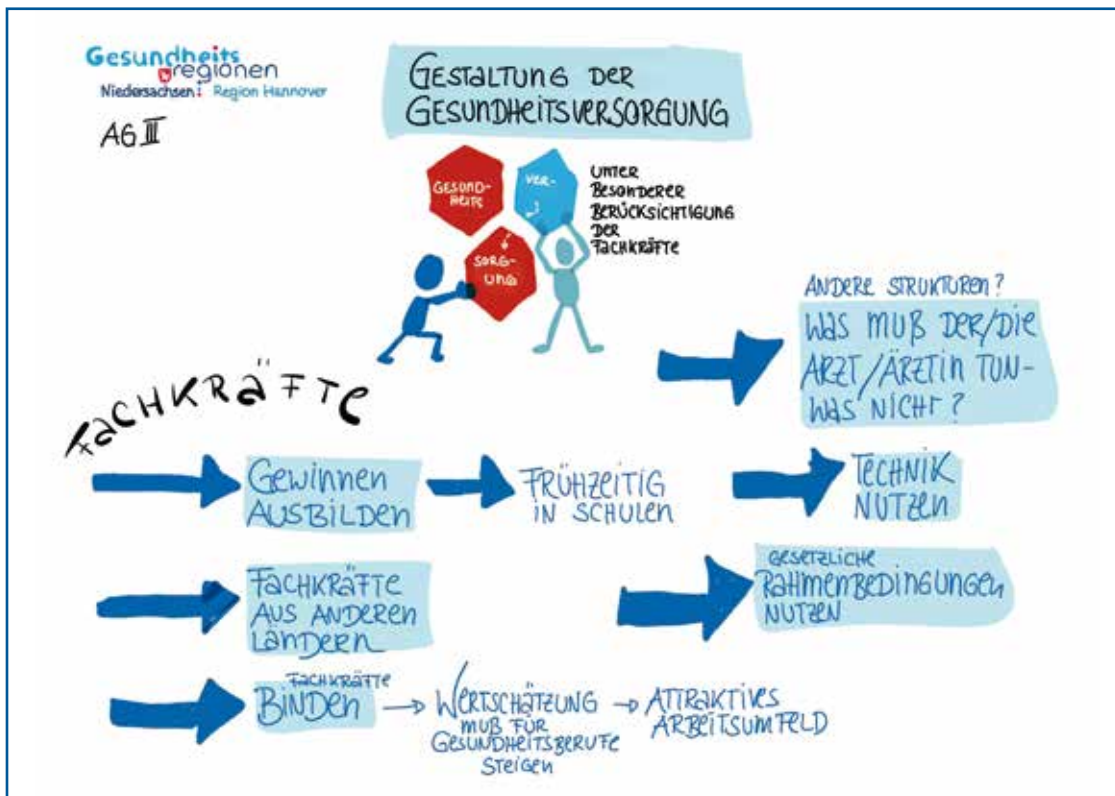 Gesundheits
regionen
Niedersachsen: Region Hannover
AG III
GESTALTUNG DER
GESUNDHEITSVERSORGUNG
GESUND-
HEITS
VER-
SORG-
UNG
UNTER
BESONDERER
BERÜCKSICHTIGUNG
DER
FACHKRÄFTE
ANDERE STRUKTUREN?
WAS MUß DER/DIE
ARZT/ÄRZTIN TUN-
WAS NICHT?
FACHKRÄFTE
GEWINNEN
AUSBILDEN
FRÜHZEITIG
IN SCHULEN
TECHNIK
NUTZEN
FACHKRÄFTE
AUS ANDEREN
LÄNDERN
GESETZLICHE
RAHMENBEDINGUNGEN
NUTZEN
FACHKRÄFTE
BINDEN
WERTSCHÄTZUNG
MUß FÜR
GESUNDHEITSBERUFE
STEIGEN
ATTRAKTIVES
ARBEITSUMFELD